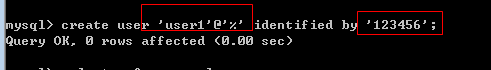 mysql> create user 'user1'@'%' identified by '123456';
Query OK, 0 rows affected (0.00 sec)